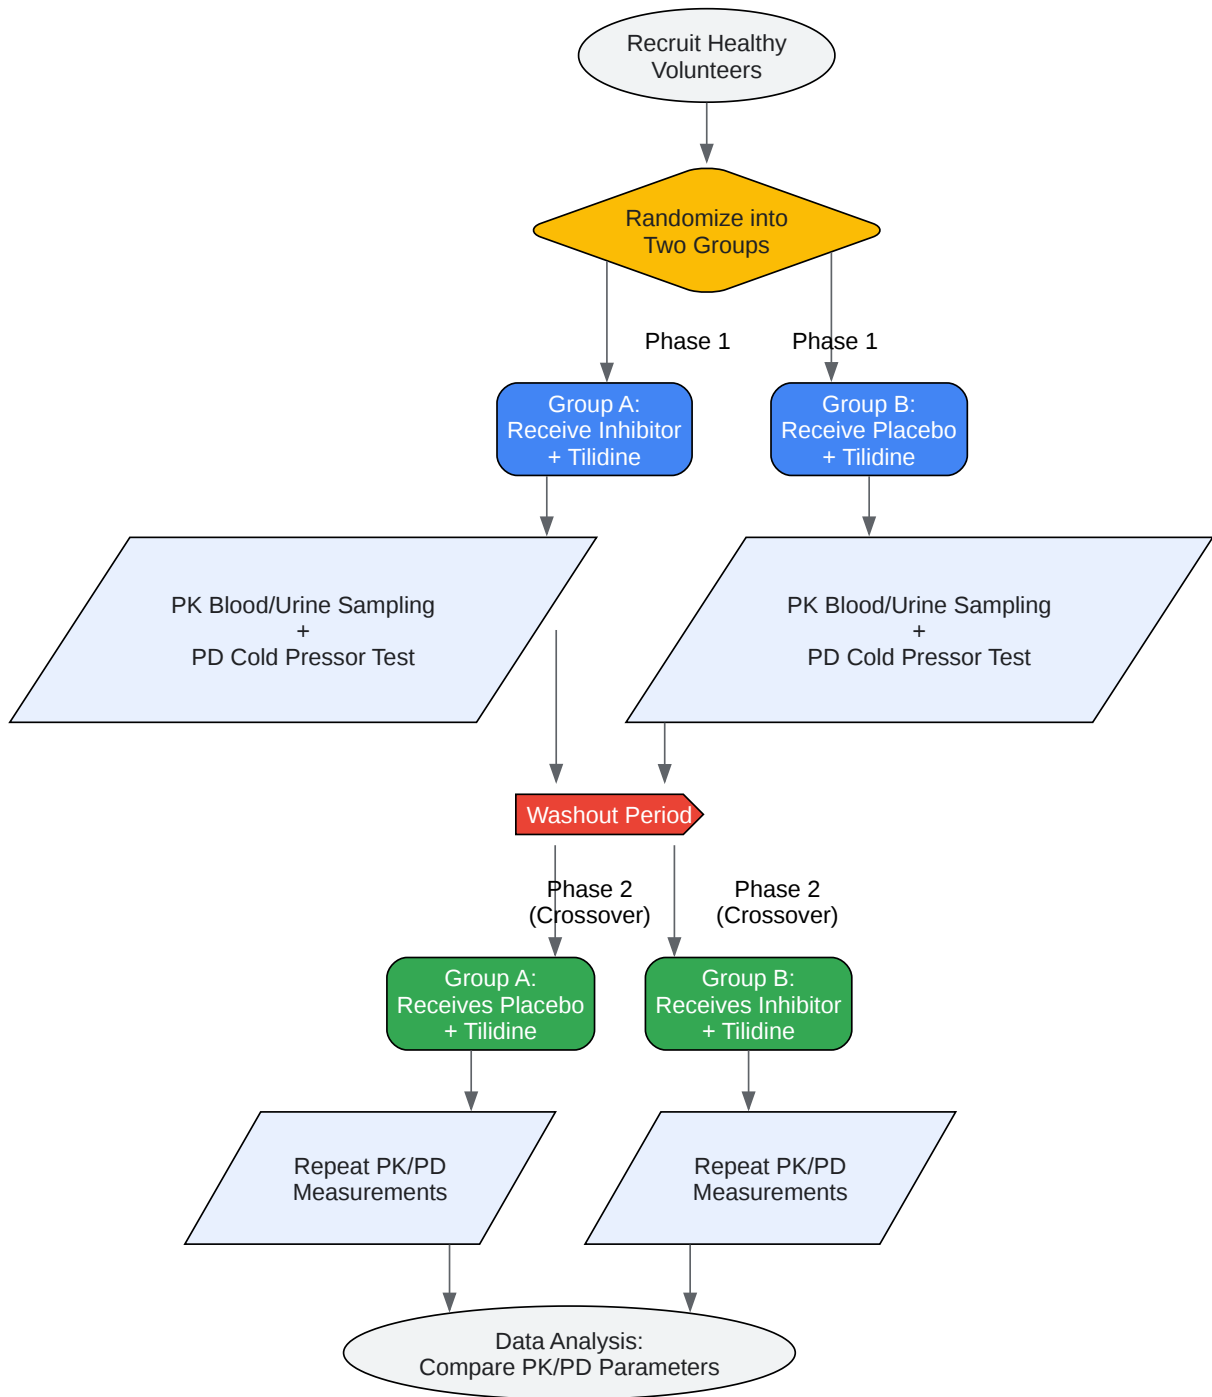 Recruit Healthy
Volunteers
Randomize into
Two Groups
Phase 1
Phase 1
Group A:
Receive Inhibitor
+ Tilidine
Group B:
Receive Placebo
+ Tilidine
PK Blood/Urine Sampling
+
PD Cold Pressor Test
PK Blood/Urine Sampling
+
PD Cold Pressor Test
Washout Period
Phase 2
(Crossover)
Phase 2
(Crossover)
Group A:
Receives Placebo
+ Tilidine
Group B:
Receives Inhibitor
+ Tilidine
Repeat PK/PD
Measurements
Repeat PK/PD
Measurements
Data Analysis:
Compare PK/PD Parameters